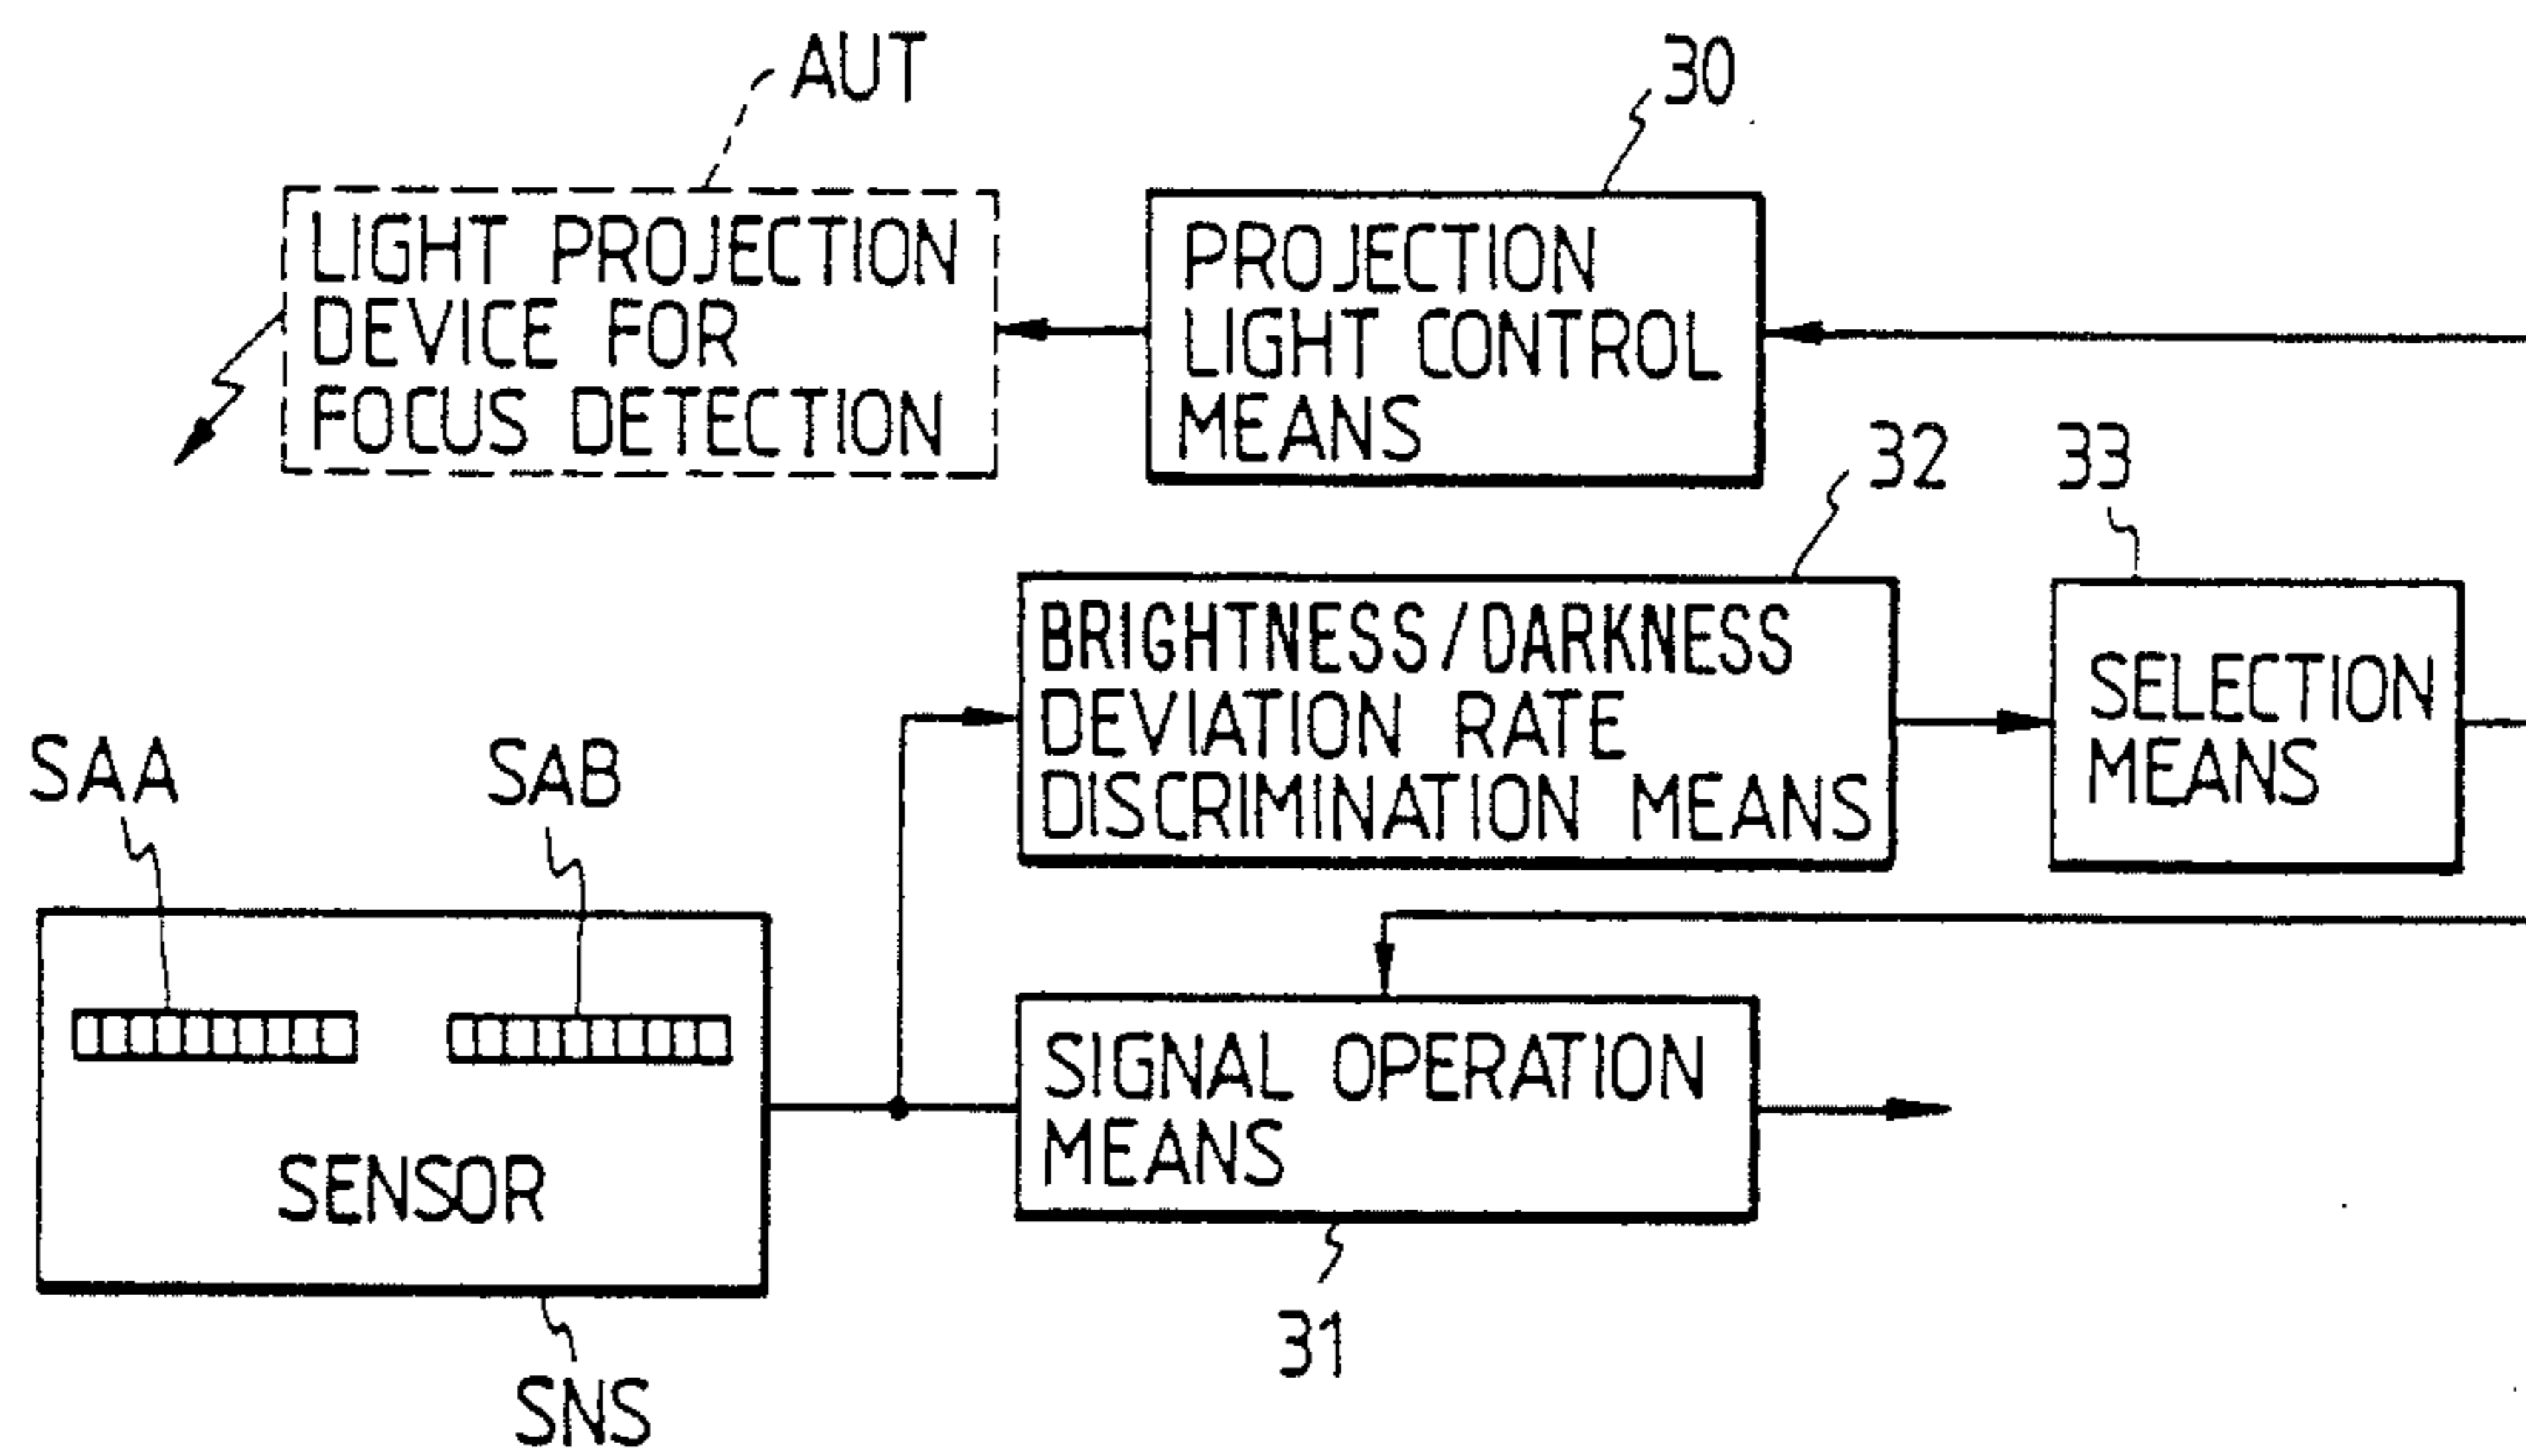 AUT
30
LIGHT PROJECTION
DEVICE FOR
FOCUS DETECTION
PROJECTION
LIGHT CONTROL
MEANS
32
33
BRIGHTNESS/DARKNESS
DEVIATION RATE
DISCRIMINATION MEANS
SELECTION
MEANS
SAA
SAB
SENSOR
SIGNAL OPERATION
MEANS
31
SNS